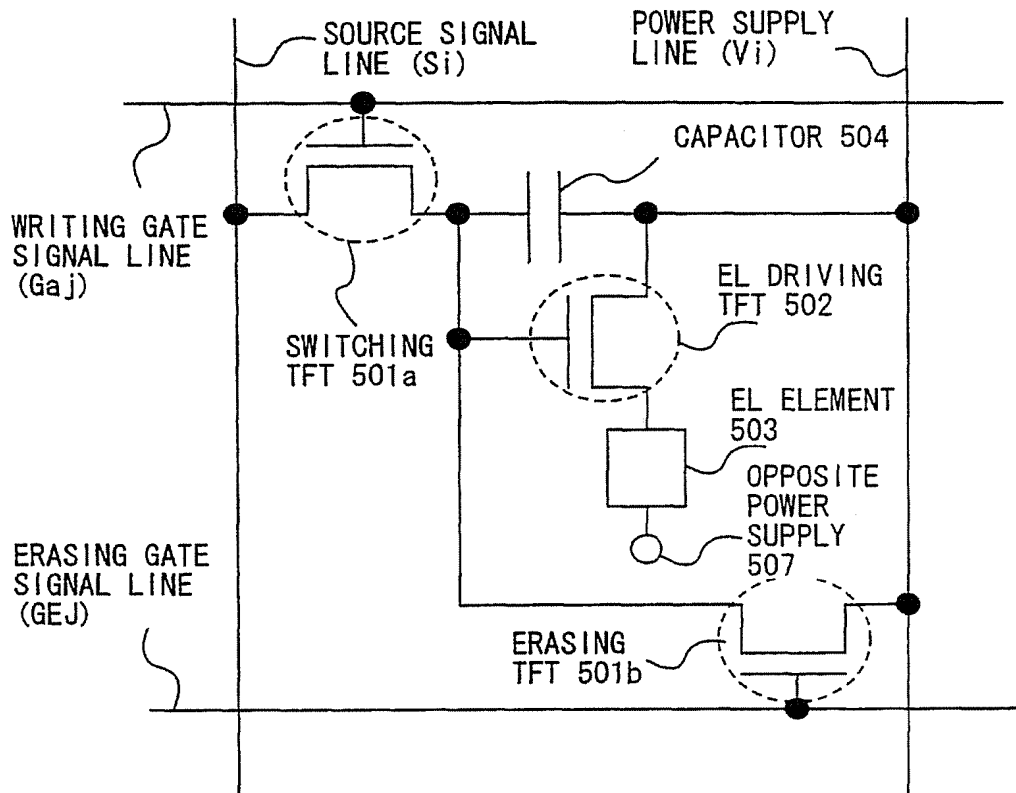 SOURCE SIGNAL
LINE (Si)
POWER SUPPLY
LINE (Vi)
CAPACITOR 504
WRITING GATE
SIGNAL LINE
(Gaj)
SWITCHING
TFT 501a
EL DRIVING
TFT 502
EL ELEMENT
503
OPPOSITE
POWER
SUPPLY
507
ERASING GATE
SIGNAL LINE
(GEJ)
ERASING
TFT 501b